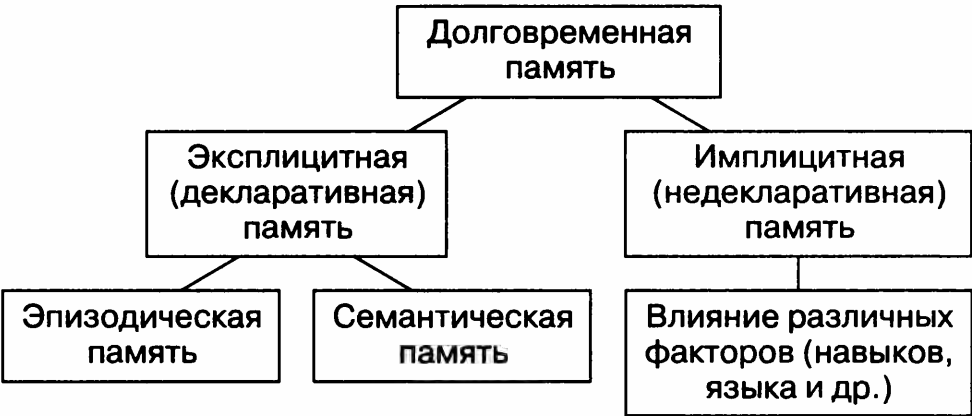 Долговременная
память
Эксплицитная
(декларативная)
память
Имплицитная
(недекларативная)
память
Эпизодическая
память
Семантическая
память
Влияние различных
факторов (навыков,
языка и др.)